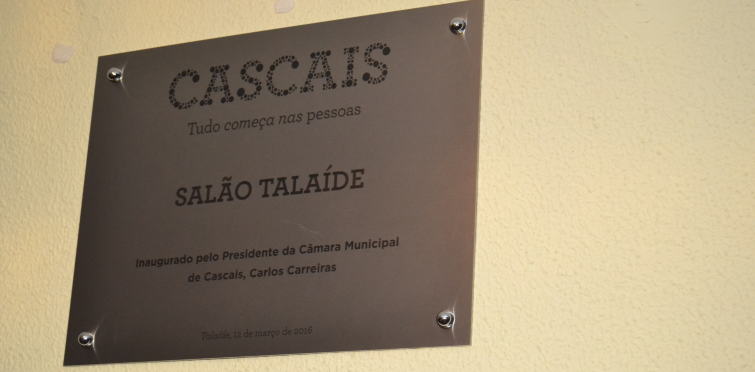 CASCAIS
Tudo começa nas pessoas
SALÃO TALAÍDE
Inaugurado pelo Presidente da Câmara Municipal
de Cascais, Carlos Carreiras
Talaíde, 12 de março de 2016